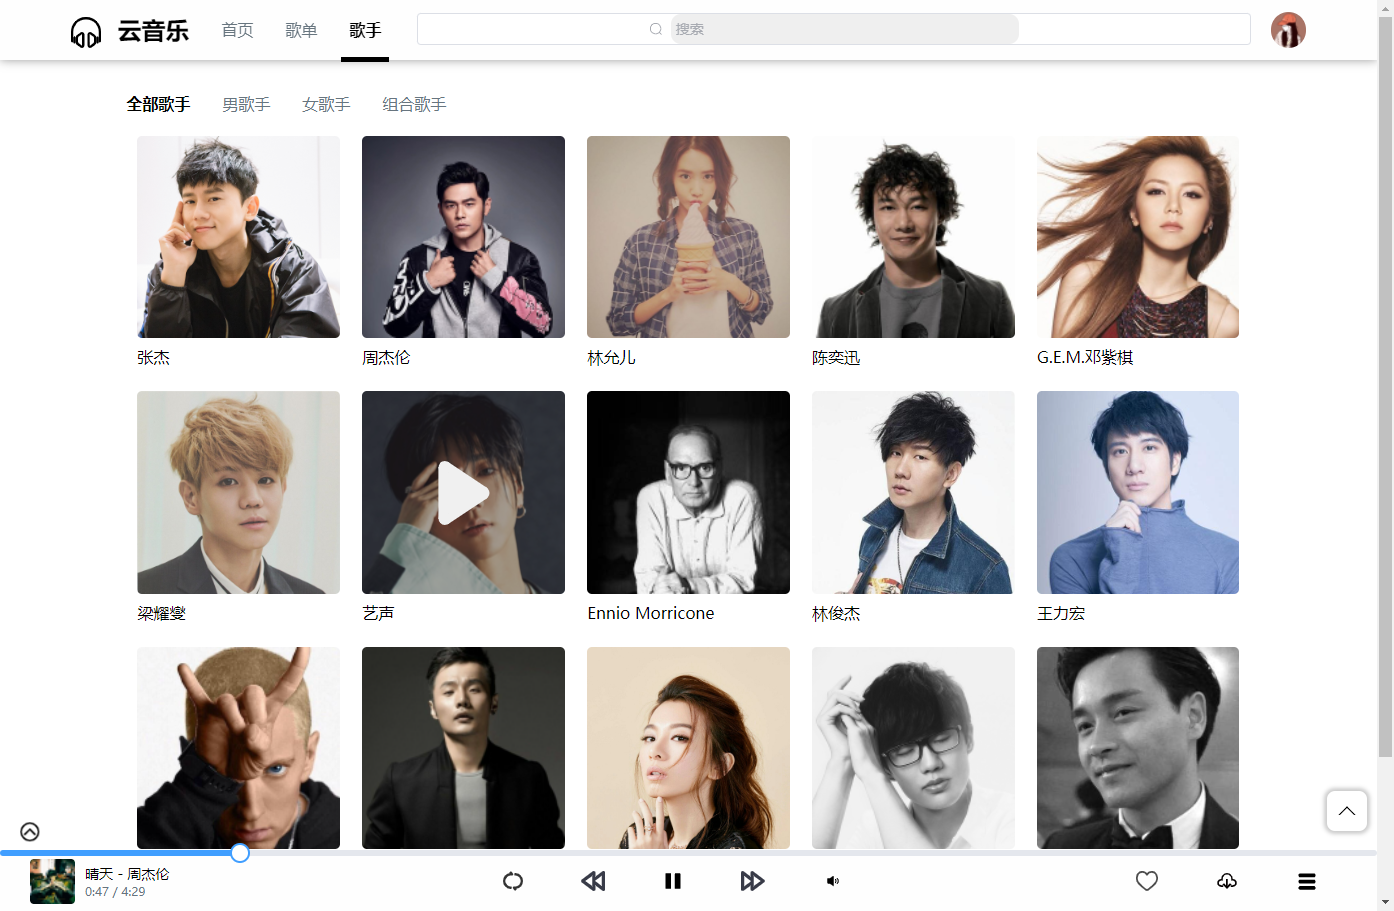 云音乐 首页 歌单 歌手 搜索
全部歌手 男歌手 女歌手 组合歌手
张杰 周杰伦 林允儿 陈奕迅 G.E.M.邓紫棋
梁耀燮 艺声 Ennio Morricone 林俊杰 王力宏
晴天 - 周杰伦
0:47 / 4:29